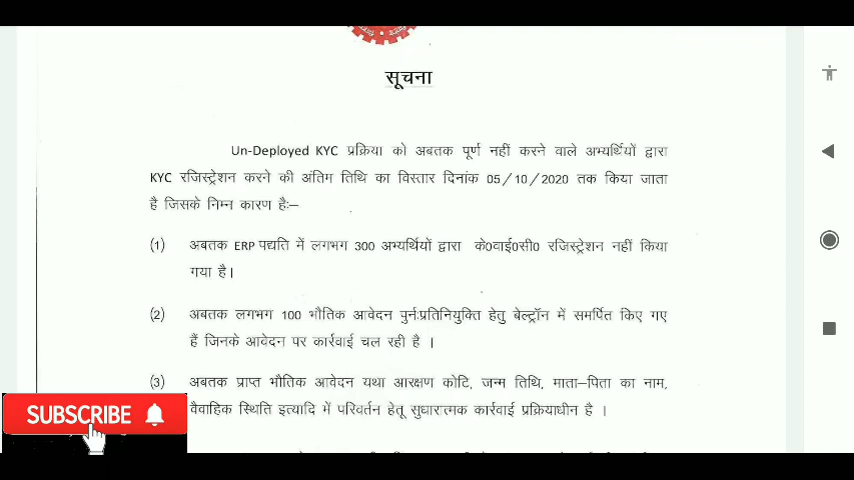 सूचना
Un-Deployed KYC प्रक्रिया को अबतक पूर्ण नहीं करने वाले अभ्यर्थियों द्वारा
KYC रजिस्ट्रेशन करने की अंतिम तिथि का विस्तार दिनांक 05/10/2020 तक किया जाता
है जिसके निम्न कारण हैः–
(1) अबतक ERP पद्यति में लगभग 300 अभ्यर्थियों द्वारा के0वाई0सी0 रजिस्ट्रेशन नहीं किया
गया है।
(2) अबतक लगभग 100 भौतिक आवेदन पुर्नःप्रतिनियुक्ति हेतु बेल्ट्रॉन में समर्पित किए गए
हैं जिनके आवेदन पर कार्रवाई चल रही है ।
(3) अबतक प्राप्त भौतिक आवेदन यथा आरक्षण कोटि, जन्म तिथि, माता–पिता का नाम,
वैवाहिक स्थिति इत्यादि में परिवर्तन हेतू सुधारात्मक कार्रवाई प्रक्रियाधीन है ।
SUBSCRIBE